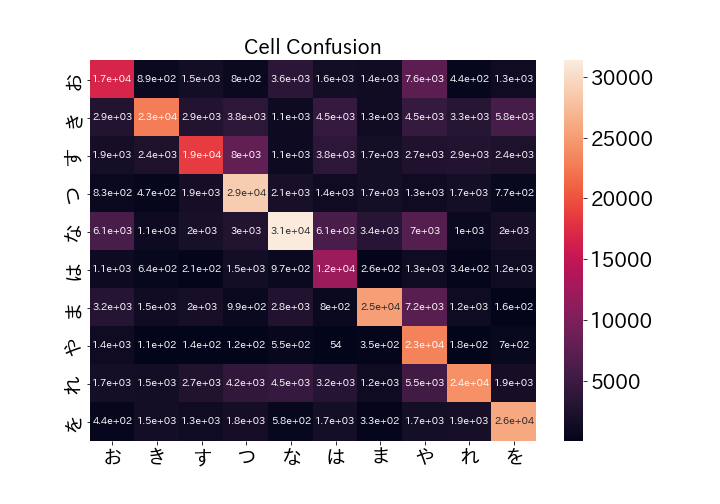 Cell Confusion
お 1.7e+04 8.9e+02 1.5e+03 8e+02 3.6e+03 1.6e+03 1.4e+03 7.6e+03 4.4e+02 1.3e+03
き 2.9e+03 2.3e+04 2.9e+03 3.8e+03 1.1e+03 4.5e+03 1.3e+03 4.5e+03 3.3e+03 5.8e+03
す 1.9e+03 2.4e+03 1.9e+04 8e+03 1.1e+03 3.8e+03 1.7e+03 2.7e+03 2.9e+03 2.4e+03
つ 8.3e+02 4.7e+02 1.9e+03 2.9e+04 2.1e+03 1.4e+03 1.7e+03 1.3e+03 1.7e+03 7.7e+02
な 6.1e+03 1.1e+03 2e+03 3e+03 3.1e+04 6.1e+03 3.4e+03 7e+03 1e+03 2e+03
は 1.1e+03 6.4e+02 2.1e+02 1.5e+03 9.7e+02 1.2e+04 2.6e+02 1.3e+03 3.4e+02 1.2e+03
ま 3.2e+03 1.5e+03 2e+03 9.9e+02 2.8e+03 8e+02 2.5e+04 7.2e+03 1.2e+03 1.6e+02
や 1.4e+03 1.1e+02 1.4e+02 1.2e+02 5.5e+02 54 3.5e+02 2.3e+04 1.8e+02 7e+02
れ 1.7e+03 1.5e+03 2.7e+03 4.2e+03 4.5e+03 3.2e+03 1.2e+03 5.5e+03 2.4e+04 1.9e+03
を 4.4e+02 1.5e+03 1.3e+03 1.8e+03 5.8e+02 1.7e+03 3.3e+02 1.7e+03 1.9e+03 2.6e+04
お き す つ な は ま や れ を
30000
25000
20000
15000
10000
5000